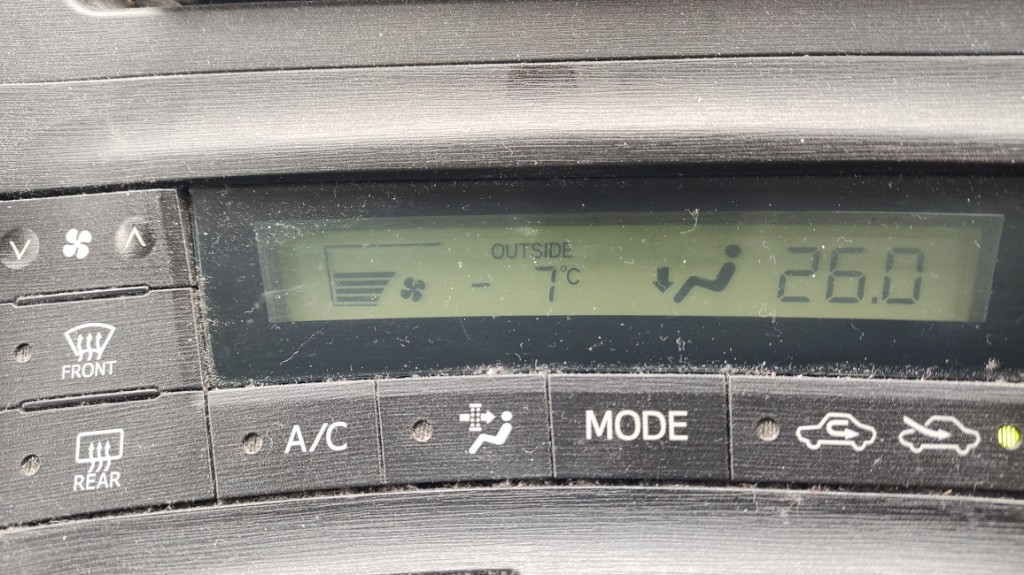 OUTSIDE
- 7°C
26.0
FRONT
REAR
A/C
MODE